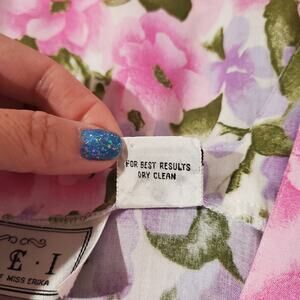 FOR BEST RESULTS
DRY CLEAN
E · I
MISS ERIKA